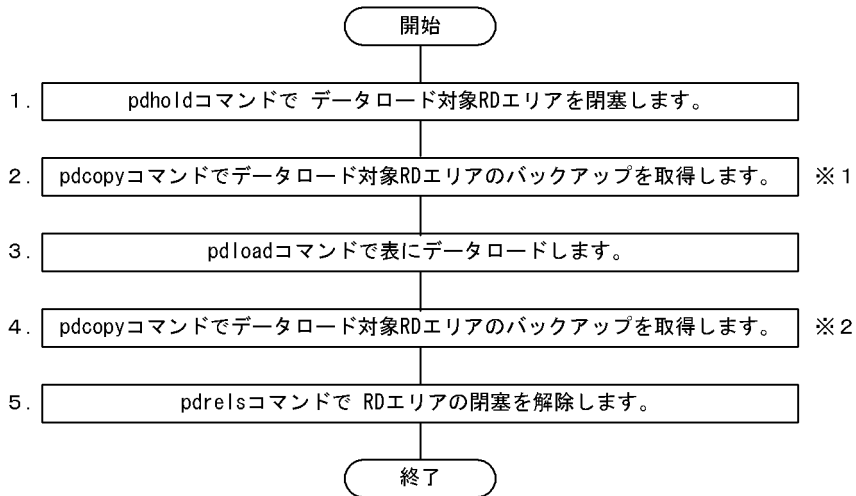 開始
1. pdholdコマンドで データロード対象RDエリアを閉塞します。
2. pdcopyコマンドでデータロード対象RDエリアのバックアップを取得します。 ※1
3. pdloadコマンドで表にデータロードします。
4. pdcopyコマンドでデータロード対象RDエリアのバックアップを取得します。 ※2
5. pdrelsコマンドで RDエリアの閉塞を解除します。
終了